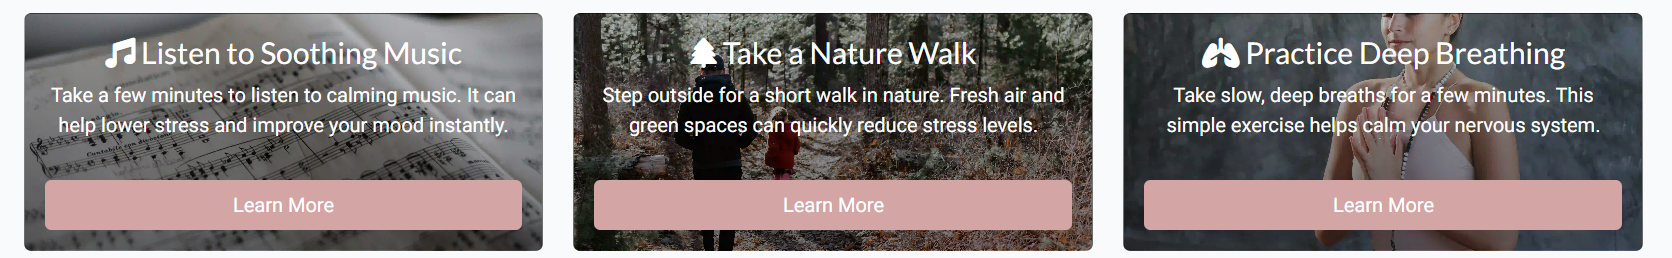 Listen to Soothing Music
Take a few minutes to listen to calming music. It can
help lower stress and improve your mood instantly.
Learn More
Take a Nature Walk
Step outside for a short walk in nature. Fresh air and
green spaces can quickly reduce stress levels.
Learn More
Practice Deep Breathing
Take slow, deep breaths for a few minutes. This
simple exercise helps calm your nervous system.
Learn More